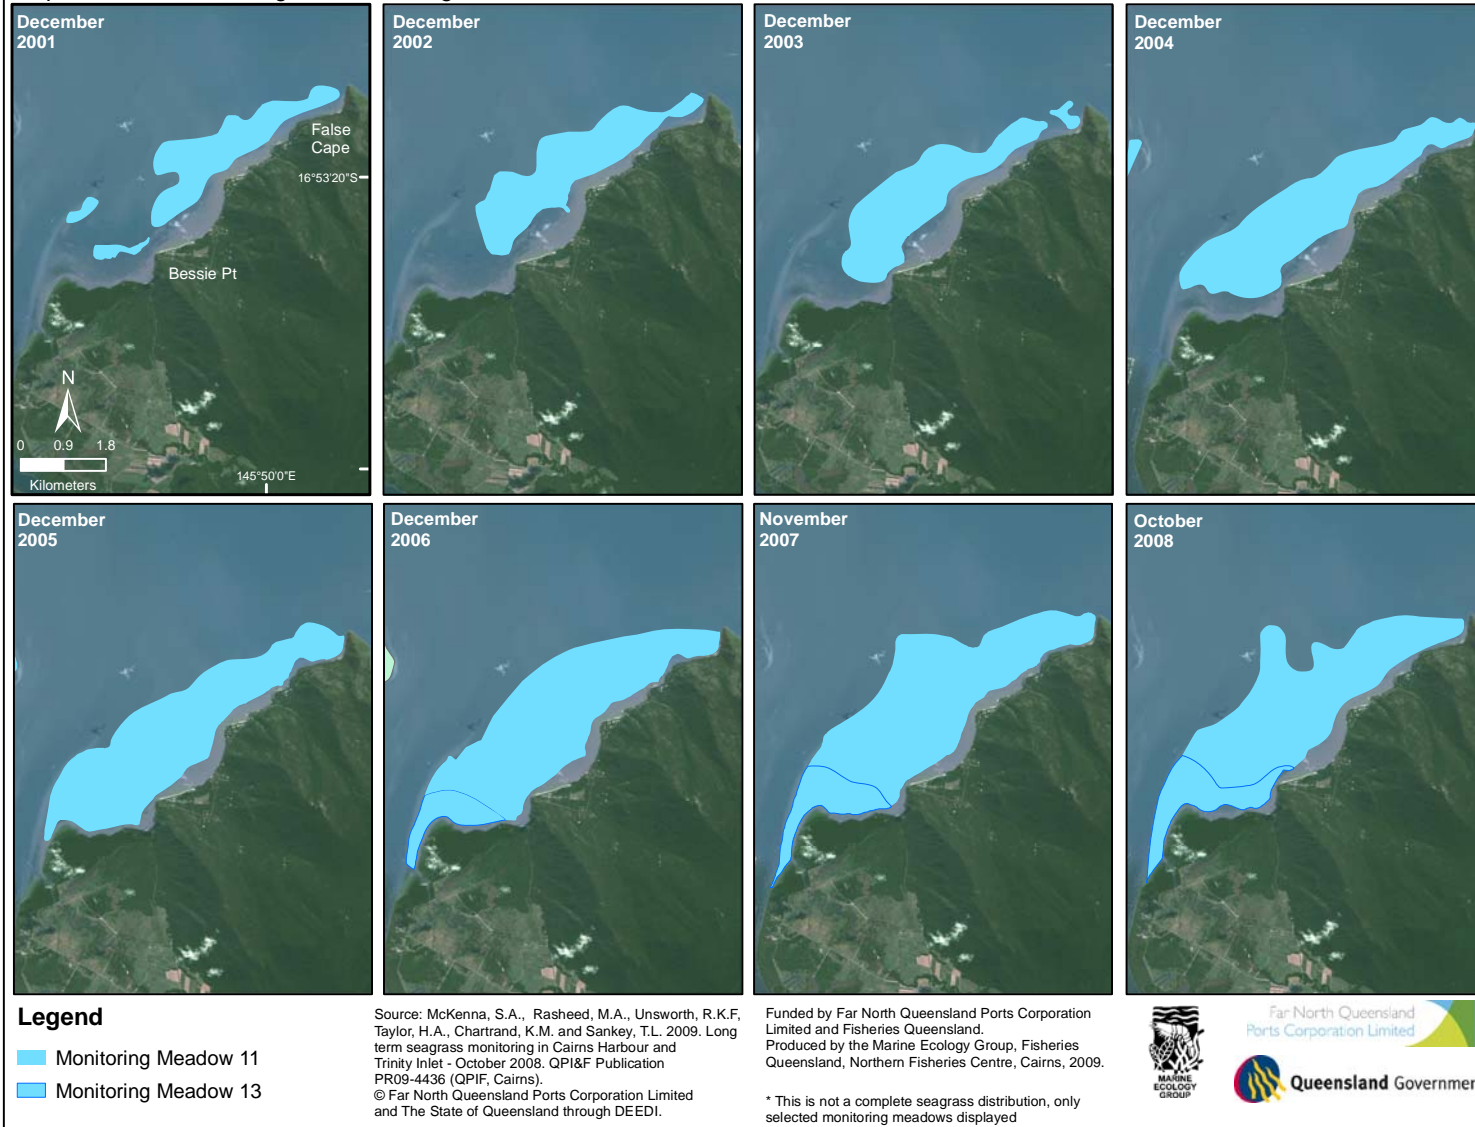 December
2001
False
Cape
16°53'20"S
Bessie Pt
N
0 0.9 1.8
Kilometers
145°50'0"E
December
2002
December
2003
December
2004
December
2005
December
2006
November
2007
October
2008
Legend
Monitoring Meadow 11
Monitoring Meadow 13
Source: McKenna, S.A., Rasheed, M.A., Unsworth, R.K.F,
Taylor, H.A., Chartrand, K.M. and Sankey, T.L. 2009. Long
term seagrass monitoring in Cairns Harbour and
Trinity Inlet - October 2008. QPI&F Publication
PR09-4436 (QPIF, Cairns).
© Far North Queensland Ports Corporation Limited
and The State of Queensland through DEEDI.
Funded by Far North Queensland Ports Corporation
Limited and Fisheries Queensland.
Produced by the Marine Ecology Group, Fisheries
Queensland, Northern Fisheries Centre, Cairns, 2009.
* This is not a complete seagrass distribution, only
selected monitoring meadows displayed
MARINE
ECOLOGY
GROUP
Far North Queensland
Ports Corporation Limited
Queensland Governmen